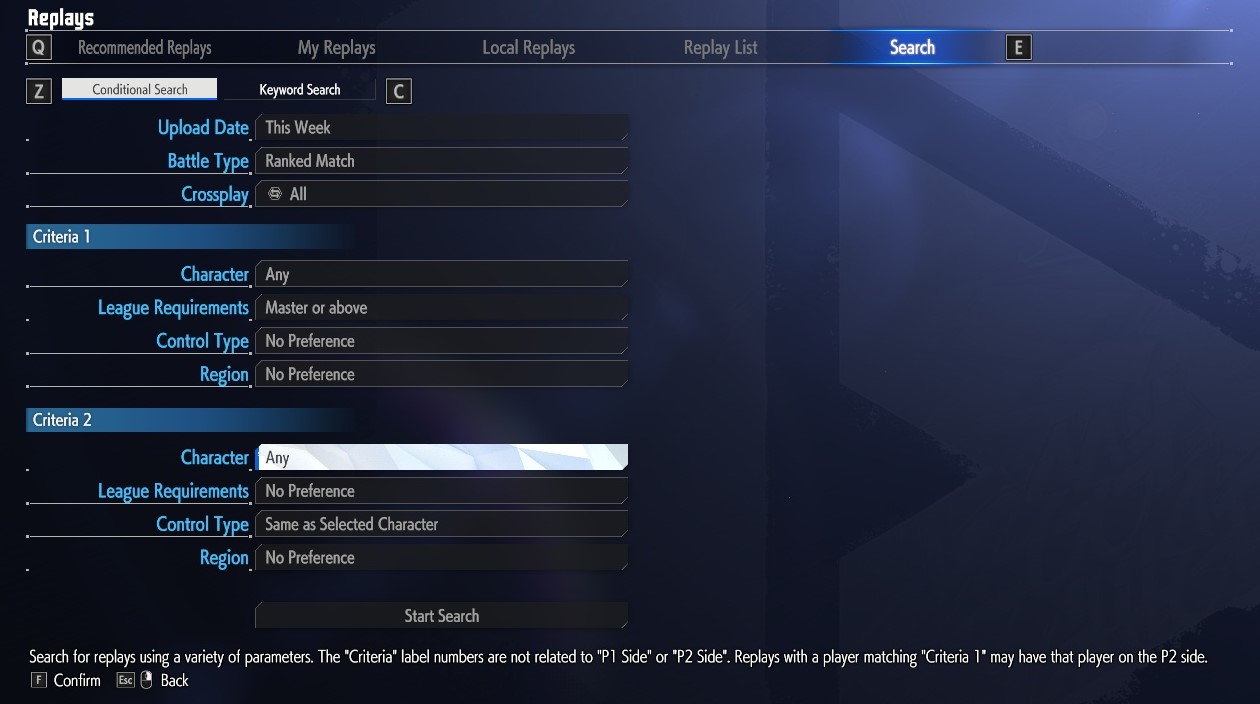 Replays
Q Recommended Replays My Replays Local Replays Replay List Search E
Z Conditional Search Keyword Search C
Upload Date This Week
Battle Type Ranked Match
Crossplay All
Criteria 1
Character Any
League Requirements Master or above
Control Type No Preference
Region No Preference
Criteria 2
Character Any
League Requirements No Preference
Control Type Same as Selected Character
Region No Preference
Start Search
Search for replays using a variety of parameters. The "Criteria" label numbers are not related to "P1 Side" or "P2 Side". Replays with a player matching "Criteria 1" may have that player on the P2 side.
F Confirm Esc Back